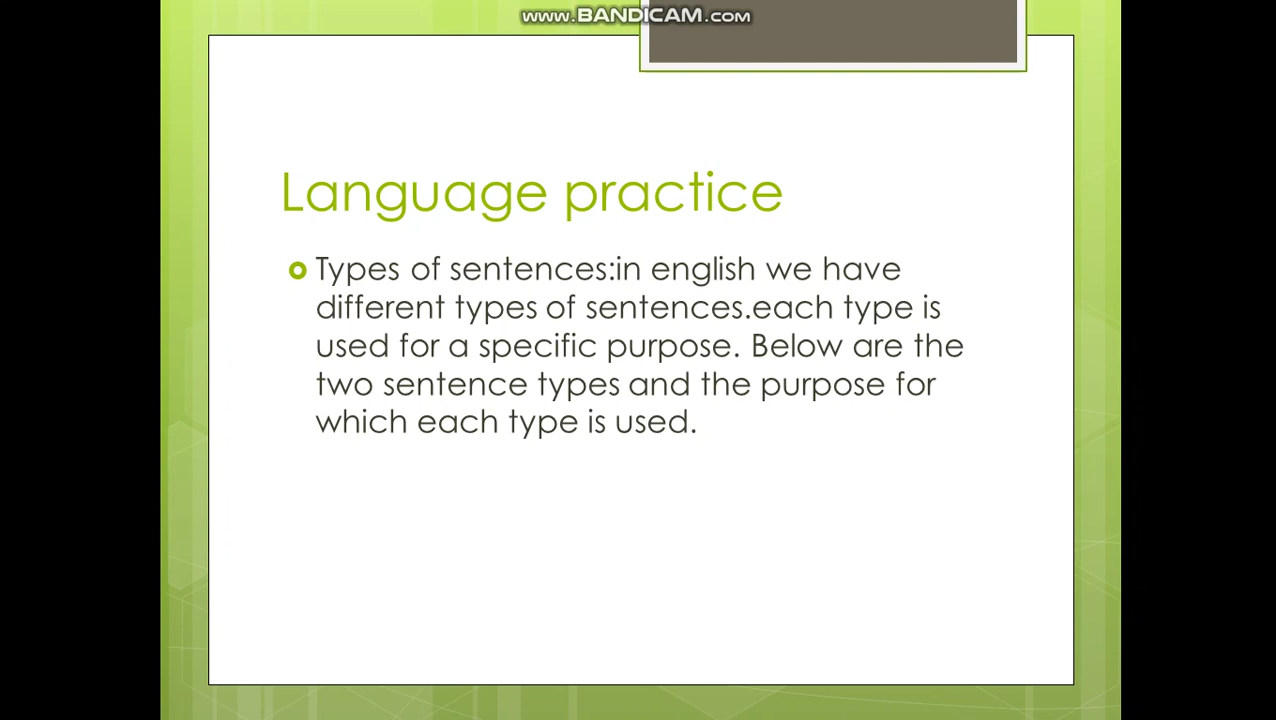 www.BANDICAM.com
Language practice
Types of sentences:in english we have
different types of sentences.each type is
used for a specific purpose. Below are the
two sentence types and the purpose for
which each type is used.